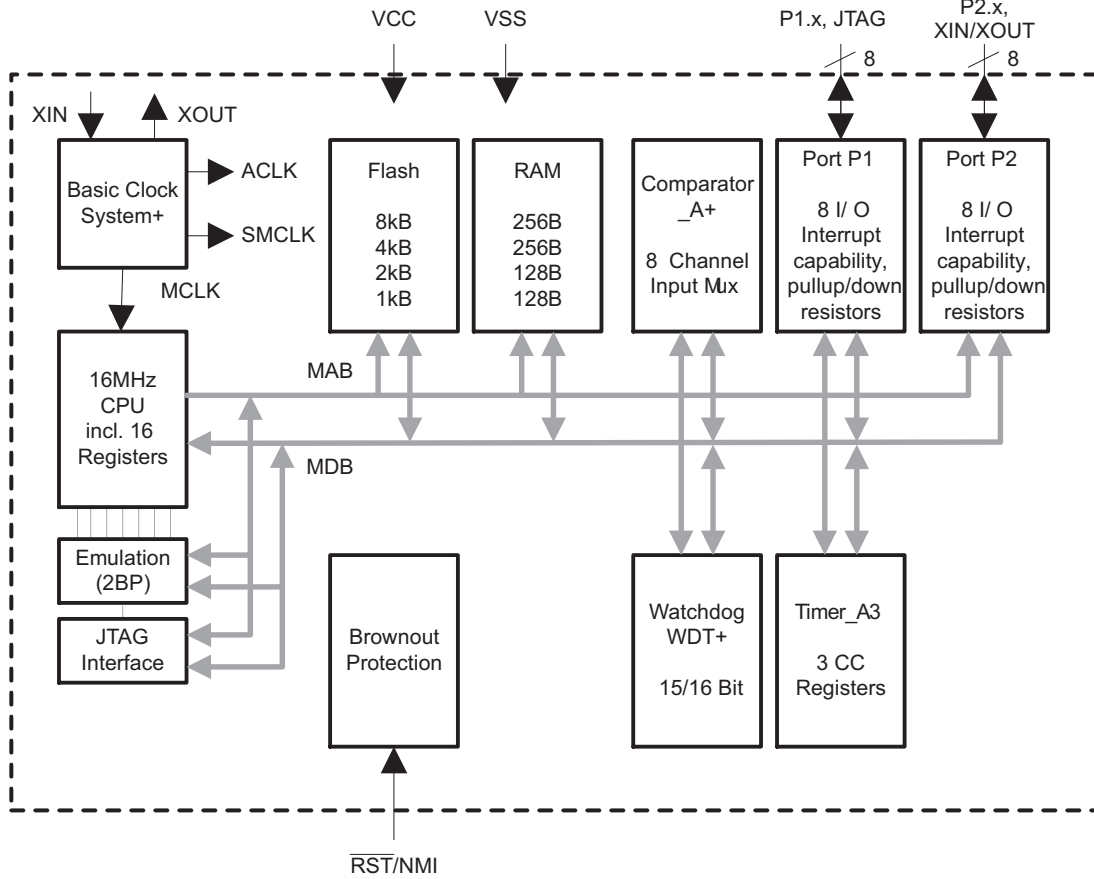 VCC
VSS
P1.x, JTAG
8
P2.x,
XIN/XOUT
8
XIN
XOUT
Basic Clock
System+
ACLK
SMCLK
MCLK
Flash
8kB
4kB
2kB
1kB
RAM
256B
256B
128B
128B
Comparator
_A+
8 Channel
Input Mux
Port P1
8 I/ O
Interrupt
capability,
pullup/down
resistors
Port P2
8 I/ O
Interrupt
capability,
pullup/down
resistors
16MHz
CPU
incl. 16
Registers
MAB
MDB
Emulation
(2BP)
JTAG
Interface
Brownout
Protection
Watchdog
WDT+
15/16 Bit
Timer_A3
3 CC
Registers
RST/NMI